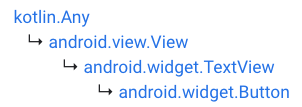 kotlin.Any
↳ android.view.View
↳ android.widget.TextView
↳ android.widget.Button